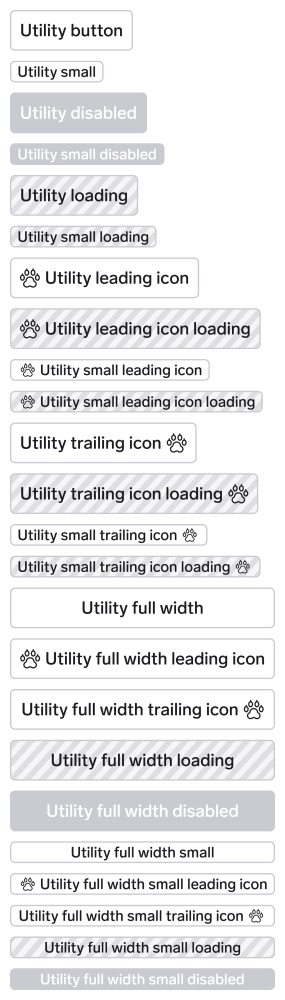 Utility button
Utility small
Utility disabled
Utility small disabled
Utility loading
Utility small loading
Utility leading icon
Utility leading icon loading
Utility small leading icon
Utility small leading icon loading
Utility trailing icon
Utility trailing icon loading
Utility small trailing icon
Utility small trailing icon loading
Utility full width
Utility full width leading icon
Utility full width trailing icon
Utility full width loading
Utility full width disabled
Utility full width small
Utility full width small leading icon
Utility full width small trailing icon
Utility full width small loading
Utility full width small disabled